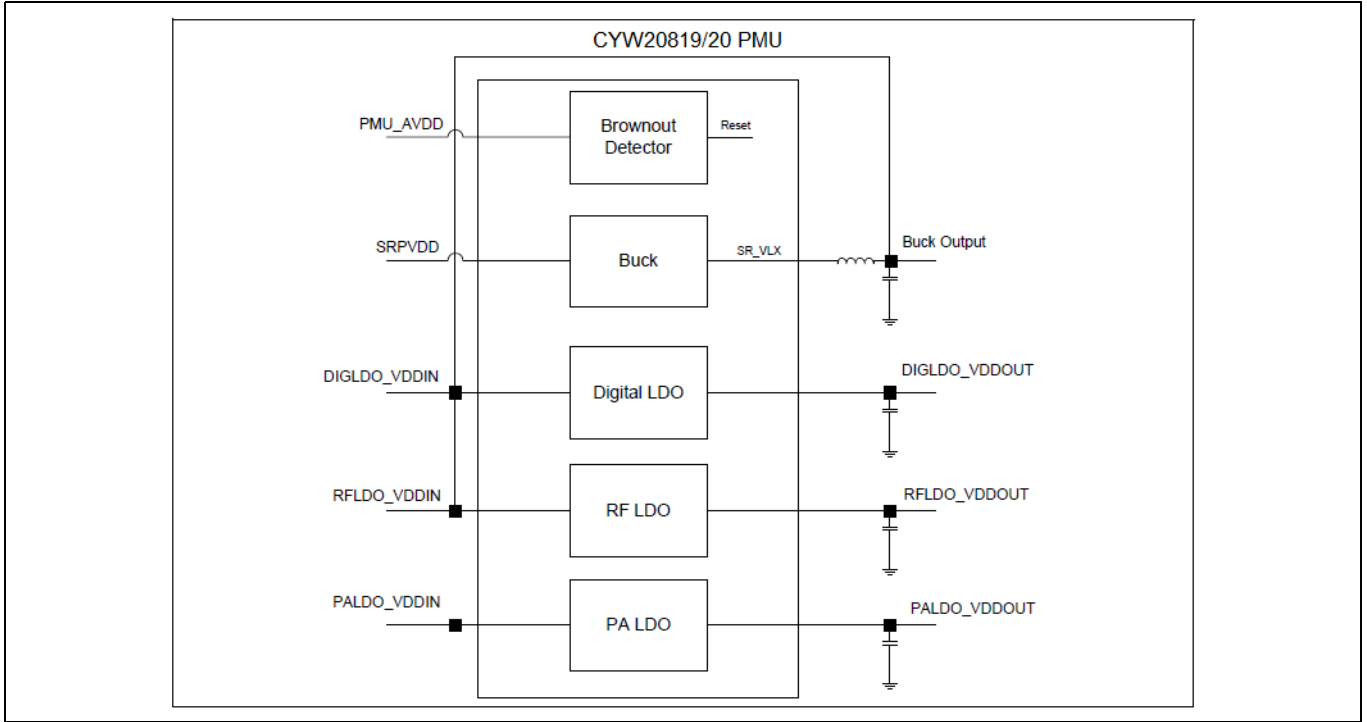 CYW20819/20 PMU
PMU_AVDD
Brownout
Detector
Reset
SRPVDD
Buck
SR_VLX
Buck Output
DIGLDO_VDDIN
Digital LDO
DIGLDO_VDDOUT
RFLDO_VDDIN
RF LDO
RFLDO_VDDOUT
PALDO_VDDIN
PA LDO
PALDO_VDDOUT